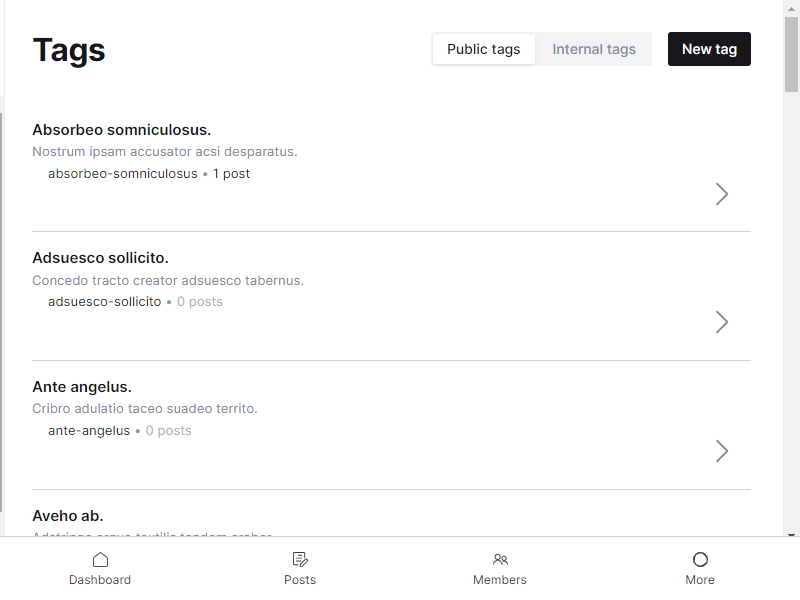 Tags
Public tags
Internal tags
New tag
Absorbeo somniculosus.
Nostrum ipsam accusator acsi desparatus.
absorbeo-somniculosus • 1 post
Adsuesco sollicito.
Concedo tracto creator adsuesco tabernus.
adsuesco-sollicito • 0 posts
Ante angelus.
Cribro adulatio taceo suadeo territo.
ante-angelus • 0 posts
Aveho ab.
Dashboard
Posts
Members
More